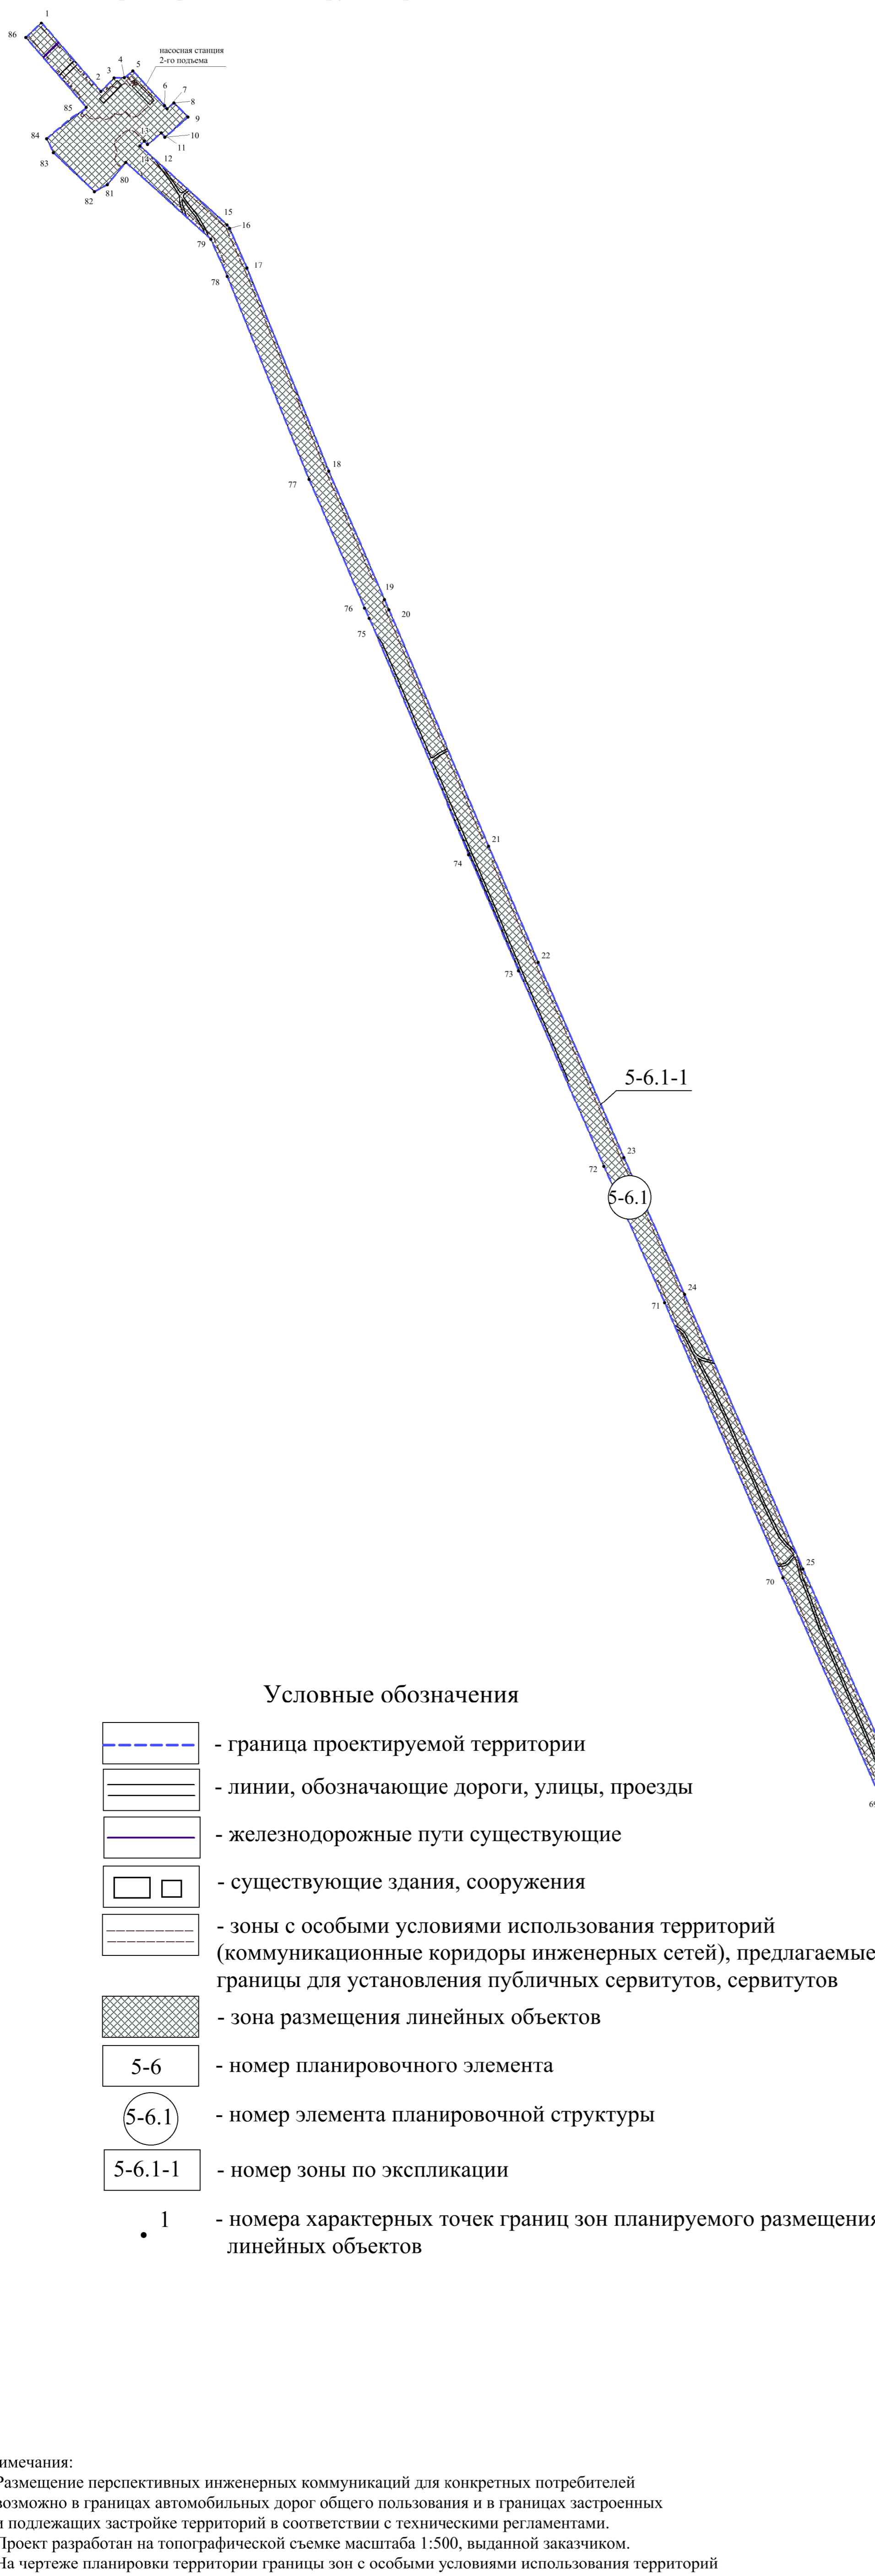 1
86
насосная станция
2-го подъема
4
5
3
2
6
7
8
85
9
84
13
10
11
83
14
12
80
81
82
15
16
79
17
78
18
77
19
76
20
75
21
74
22
73
5-6.1-1
23
72
5-6.1
24
71
25
70
69
Условные обозначения
- граница проектируемой территории
- линии, обозначающие дороги, улицы, проезды
- железнодорожные пути существующие
- существующие здания, сооружения
- зоны с особыми условиями использования территорий
(коммуникационные коридоры инженерных сетей), предлагаемые
границы для установления публичных сервитутов, сервитутов
- зона размещения линейных объектов
5-6 - номер планировочного элемента
5-6.1 - номер элемента планировочной структуры
5-6.1-1 - номер зоны по экспликации
1 - номера характерных точек границ зон планируемого размещения
линейных объектов
имечания:
Размещение перспективных инженерных коммуникаций для конкретных потребителей
возможно в границах автомобильных дорог общего пользования и в границах застроенных
и подлежащих застройке территорий в соответствии с техническими регламентами.
Проект разработан на топографической съемке масштаба 1:500, выданной заказчиком.
На чертеже планировки территории границы зон с особыми условиями использования территорий